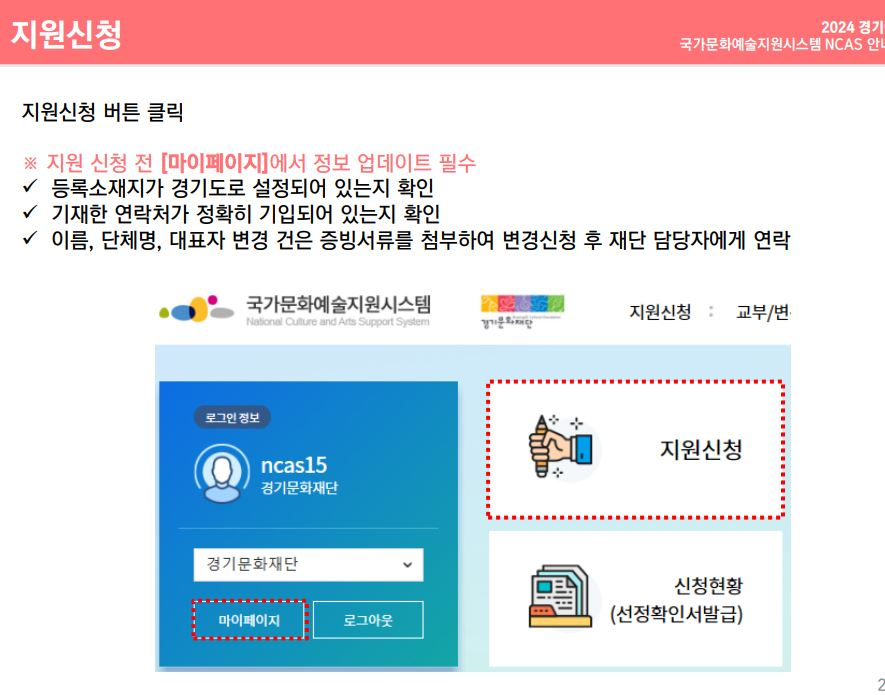 지원신청
2024 경기
국가문화예술지원시스템 NCAS 안내
지원신청 버튼 클릭
※ 지원 신청 전 [마이페이지]에서 정보 업데이트 필수
✓ 등록소재지가 경기도로 설정되어 있는지 확인
✓ 기재한 연락처가 정확히 기입되어 있는지 확인
✓ 이름, 단체명, 대표자 변경 건은 증빙서류를 첨부하여 변경신청 후 재단 담당자에게 연락
국가문화예술지원시스템
National Culture and Arts Support System
경기문화재단
지원신청 : 교부/변
로그인 정보
ncas15
경기문화재단
경기문화재단
마이페이지 로그아웃
지원신청
신청현황
(선정확인서발급)
2